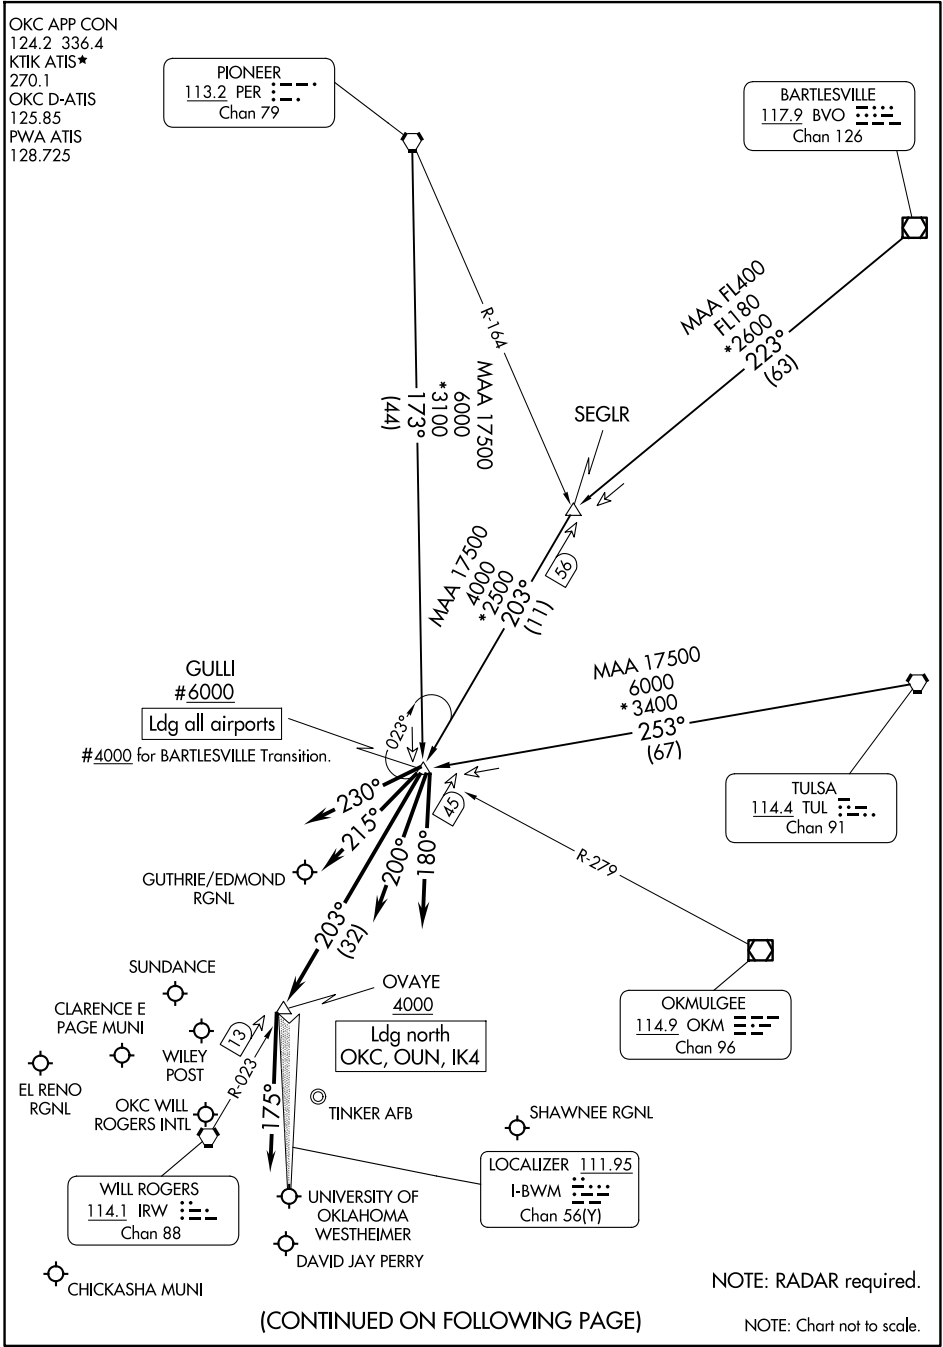 OKC APP CON
124.2 336.4
KTIK ATIS★
270.1
OKC D-ATIS
125.85
PWA ATIS
128.725
PIONEER
113.2 PER
Chan 79
BARTLESVILLE
117.9 BVO
Chan 126
MAA FL400
FL180
*2600
223°
(63)
R-164
MAA 17500
6000
*3100
173°
(44)
SEGLR
56
MAA 17500
4000
*2500
203°
(11)
GULLI
#6000
Ldg all airports
#4000 for BARTLESVILLE Transition.
023°
MAA 17500
6000
*3400
253°
(67)
TULSA
114.4 TUL
Chan 91
45
230°
215°
200°
180°
R-279
GUTHRIE/EDMOND
RGNL
203°
(32)
SUNDANCE
OVAYE
4000
Ldg north
OKC, OUN, IK4
OKMULGEE
114.9 OKM
Chan 96
CLARENCE E
PAGE MUNI
WILEY
POST
13
R-023
EL RENO
RGNL
OKC WILL
ROGERS INTL
175°
TINKER AFB
SHAWNEE RGNL
WILL ROGERS
114.1 IRW
Chan 88
LOCALIZER 111.95
I-BWM
Chan 56(Y)
UNIVERSITY OF
OKLAHOMA
WESTHEIMER
DAVID JAY PERRY
CHICKASHA MUNI
NOTE: RADAR required.
(CONTINUED ON FOLLOWING PAGE)
NOTE: Chart not to scale.